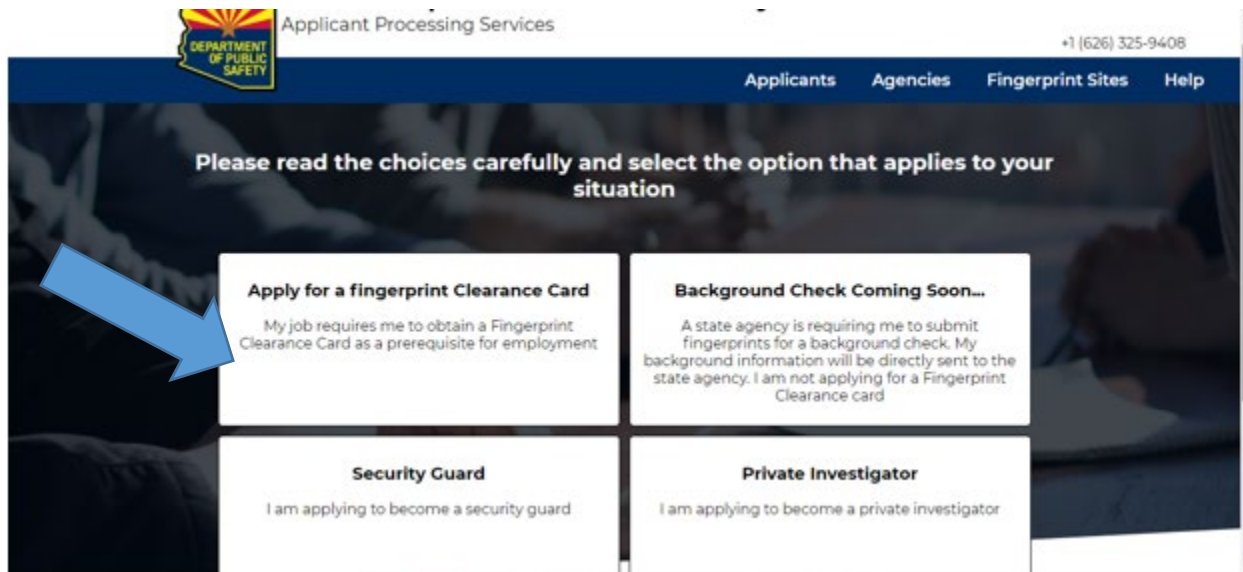 Applicant Processing Services
DEPARTMENT
OF PUBLIC
SAFETY
+1 (626) 325-9408
Applicants Agencies Fingerprint Sites Help
Please read the choices carefully and select the option that applies to your
situation
Apply for a fingerprint Clearance Card
My job requires me to obtain a Fingerprint
Clearance Card as a prerequisite for employment
Background Check Coming Soon...
A state agency is requiring me to submit
fingerprints for a background check. My
background information will be directly sent to the
state agency. I am not applying for a Fingerprint
Clearance card
Security Guard
I am applying to become a security guard
Private Investigator
I am applying to become a private investigator